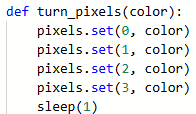 def turn_pixels(color):
    pixels.set(0, color)
    pixels.set(1, color)
    pixels.set(2, color)
    pixels.set(3, color)
    sleep(1)